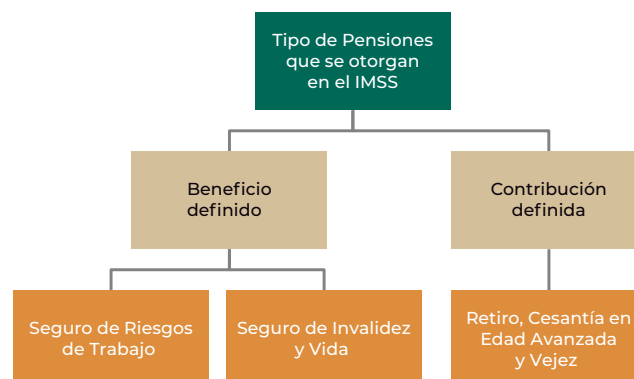 Tipo de Pensiones
que se otorgan
en el IMSS
Beneficio
definido
Contribución
definida
Seguro de Riesgos
de Trabajo
Seguro de Invalidez
y Vida
Retiro, Cesantía en
Edad Avanzada
y Vejez